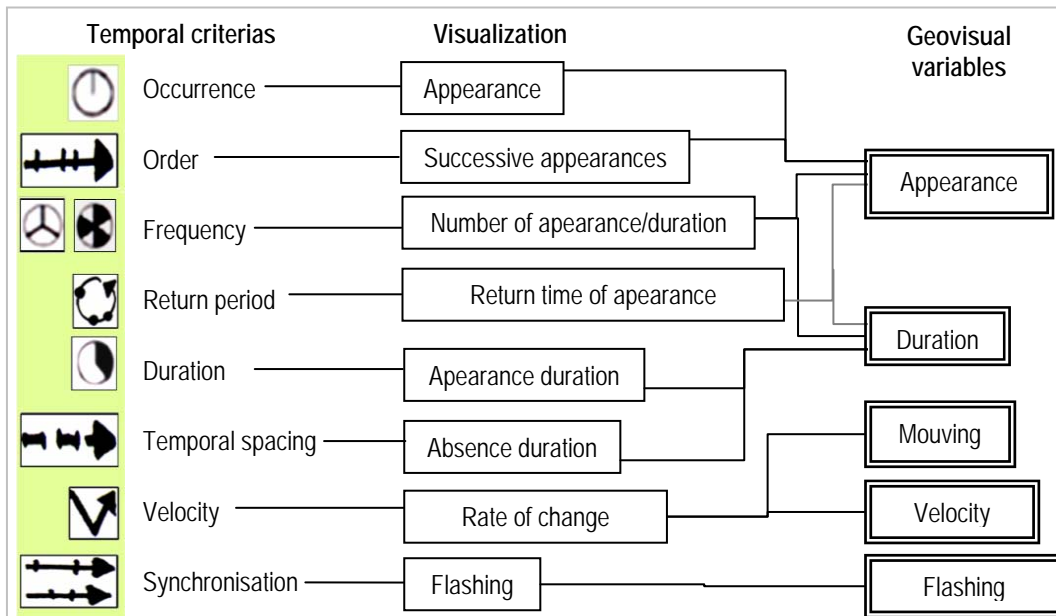 Temporal criterias
Visualization
Geovisual
variables
Occurrence
Appearance
Order
Successive appearances
Appearance
Frequency
Number of apearance/duration
Return period
Return time of apearance
Duration
Duration
Apearance duration
Temporal spacing
Absence duration
Mouving
Velocity
Rate of change
Velocity
Synchronisation
Flashing
Flashing